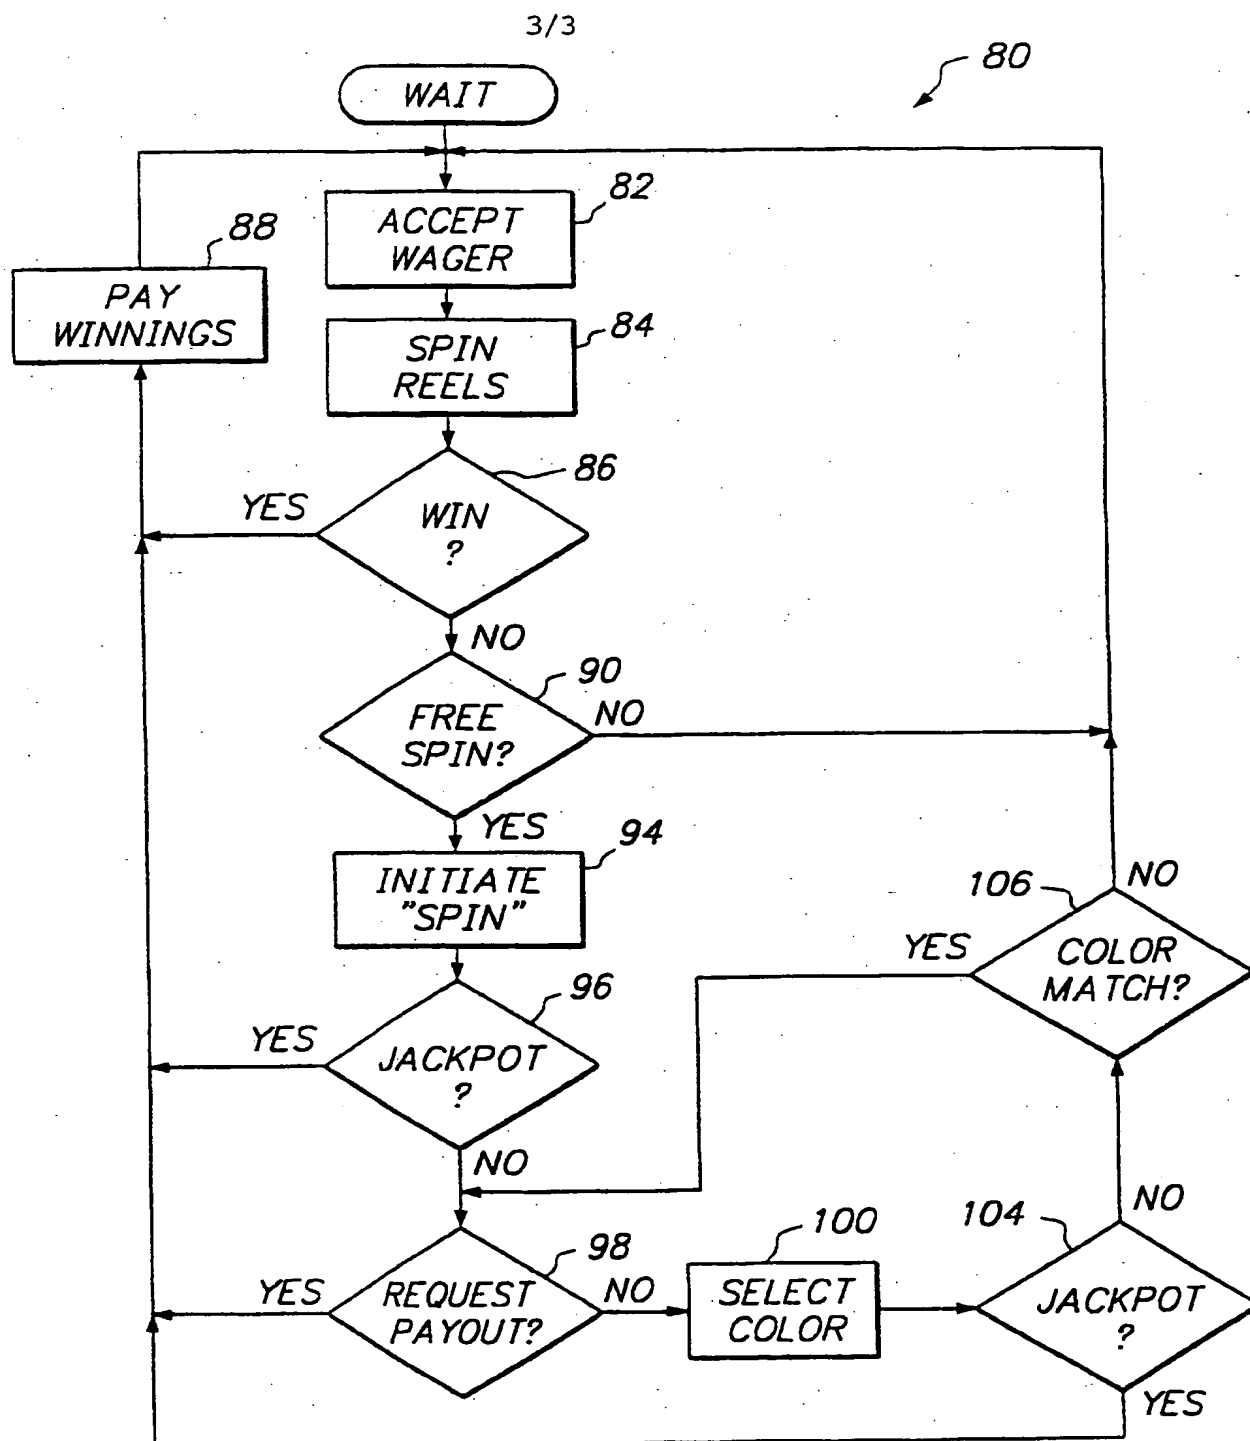 3/3
80
WAIT
82
ACCEPT
WAGER
88
PAY
WINNINGS
84
SPIN
REELS
86
YES
WIN
?
NO
90
FREE
SPIN?
NO
YES
94
INITIATE
"SPIN"
106
NO
YES
COLOR
MATCH?
96
YES
JACKPOT
?
NO
NO
98
100
104
YES
REQUEST
PAYOUT?
NO
SELECT
COLOR
JACKPOT
?
YES